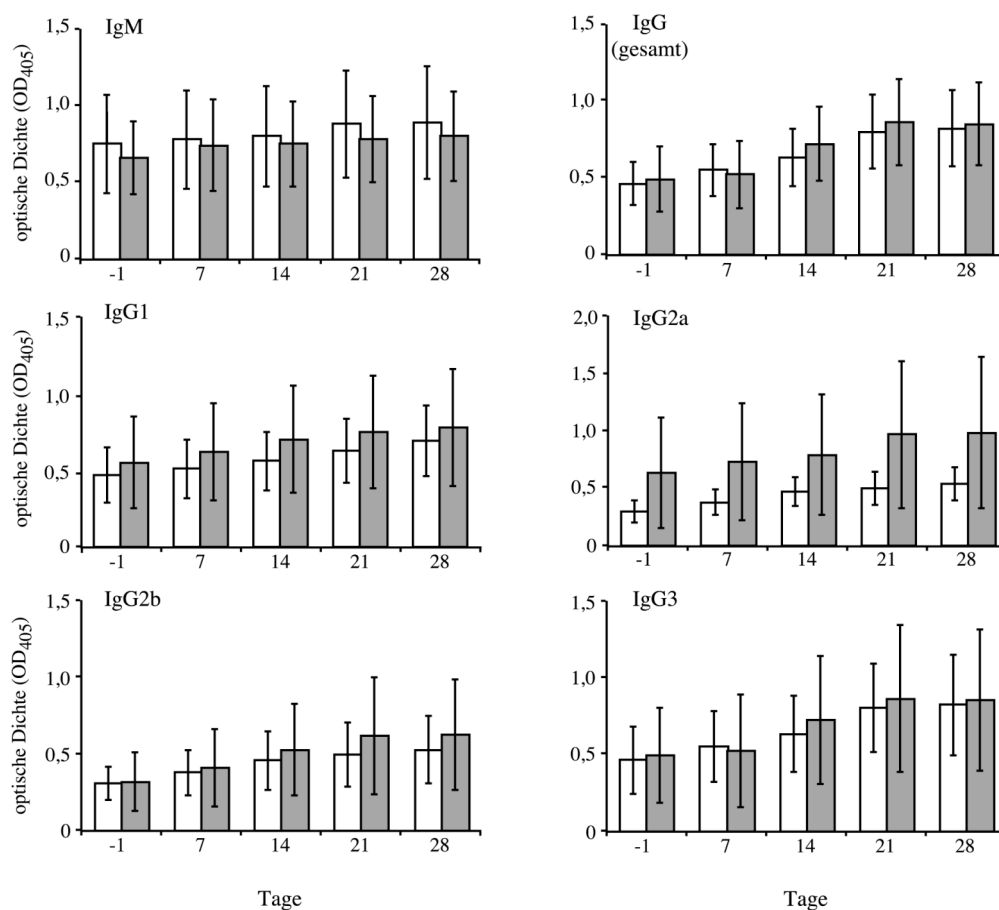 IgM
optische Dichte (OD405)
1,5
1,0
0,5
0
-1 7 14 21 28
IgG
(gesamt)
1,5
1,0
0,5
0
-1 7 14 21 28
IgG1
optische Dichte (OD405)
1,5
1,0
0,5
0
-1 7 14 21 28
IgG2a
2,0
1,5
1,0
0,5
0
-1 7 14 21 28
IgG2b
optische Dichte (OD405)
1,5
1,0
0,5
0
-1 7 14 21 28
Tage
IgG3
1,5
1,0
0,5
0
-1 7 14 21 28
Tage